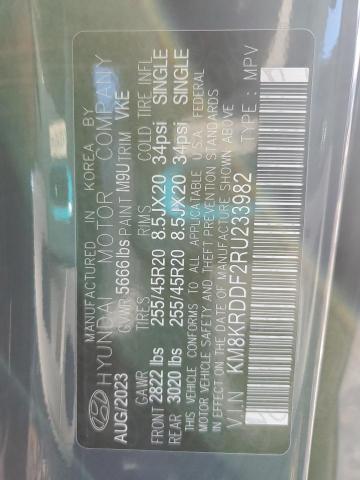 MANUFACTURED IN KOREA BY
HYUNDAI MOTOR COMPANY
AUG/2023 GVWR 5666lbs PAINT M9U TRIM VKE
GAWR TIRES RIMS COLD TIRE INFL
FRONT 2822 lbs 255/45R20 8.5JX20 34psi SINGLE
REAR 3020 lbs 255/45R20 8.5JX20 34psi SINGLE
THIS VEHICLE CONFORMS TO ALL APPLICABLE U.S.A. FEDERAL
MOTOR VEHICLE SAFETY AND THEFT PREVENTION STANDARDS
IN EFFECT ON THE DATE OF MANUFACTURE SHOWN ABOVE.
VIN : KM8KRDDF2RU233982 TYPE : MPV